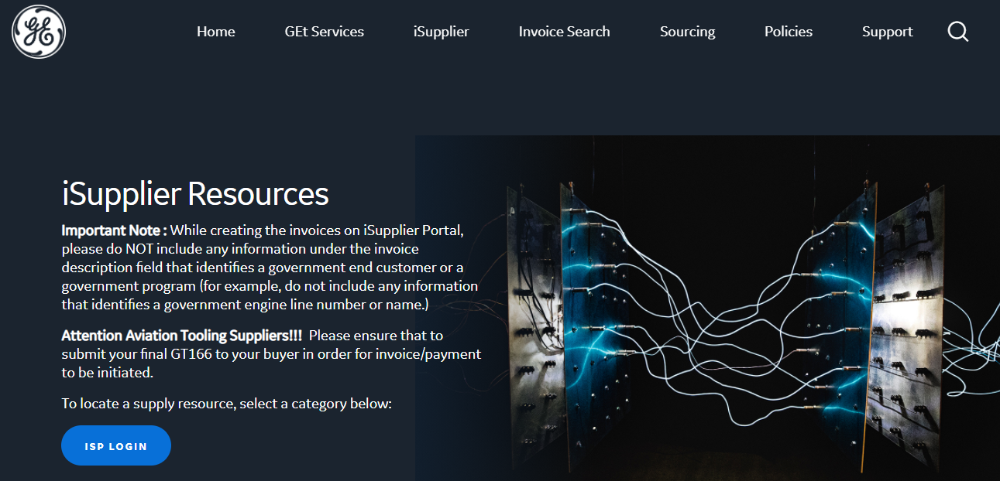 GE
Home
GEt Services
iSupplier
Invoice Search
Sourcing
Policies
Support
iSupplier Resources
Important Note : While creating the invoices on iSupplier Portal,
please do NOT include any information under the invoice
description field that identifies a government end customer or a
government program (for example, do not include any information
that identifies a government engine line number or name.)
Attention Aviation Tooling Suppliers!!! Please ensure that to
submit your final GT166 to your buyer in order for invoice/payment
to be initiated.
To locate a supply resource, select a category below:
ISP LOGIN